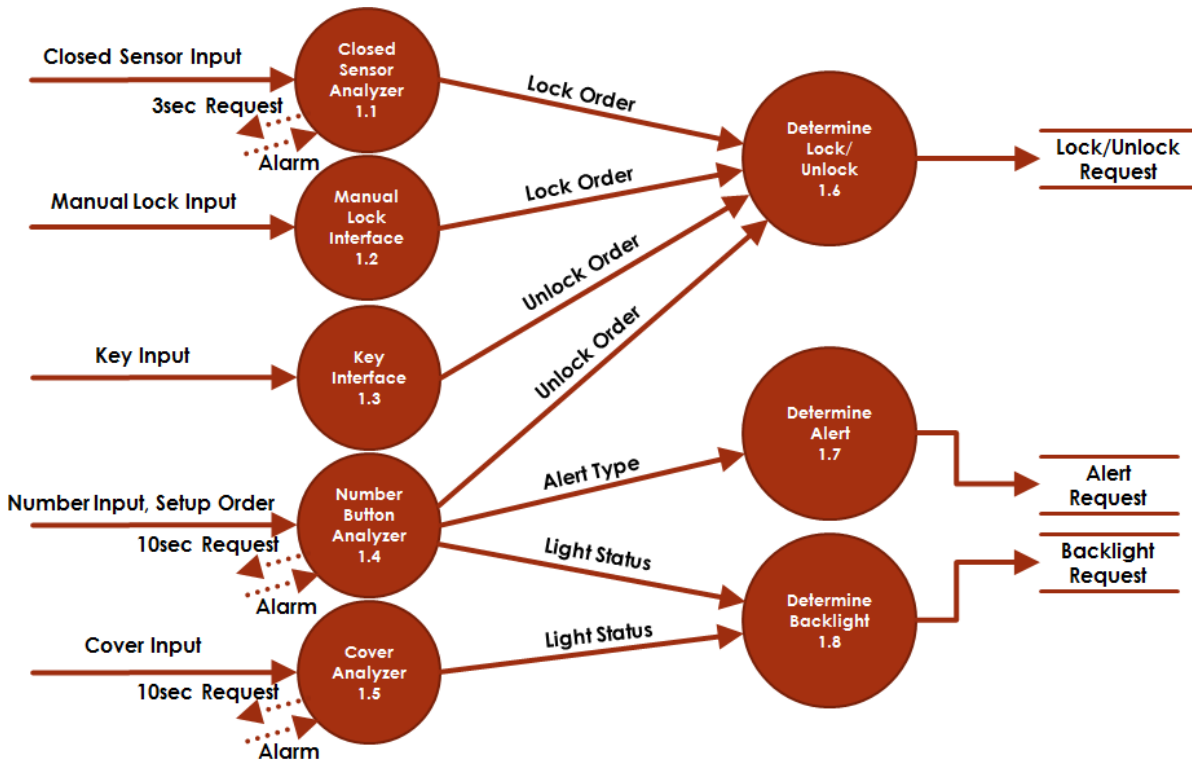 Closed Sensor Input
3sec Request
Alarm
Closed
Sensor
Analyzer
1.1
Lock Order
Manual Lock Input
Manual
Lock
Interface
1.2
Lock Order
Key Input
Key
Interface
1.3
Unlock Order
Number Input, Setup Order
10sec Request
Alarm
Number
Button
Analyzer
1.4
Unlock Order
Alert Type
Light Status
Cover Input
10sec Request
Alarm
Cover
Analyzer
1.5
Light Status
Determine
Lock/
Unlock
1.6
Lock/Unlock
Request
Determine
Alert
1.7
Alert
Request
Determine
Backlight
1.8
Backlight
Request